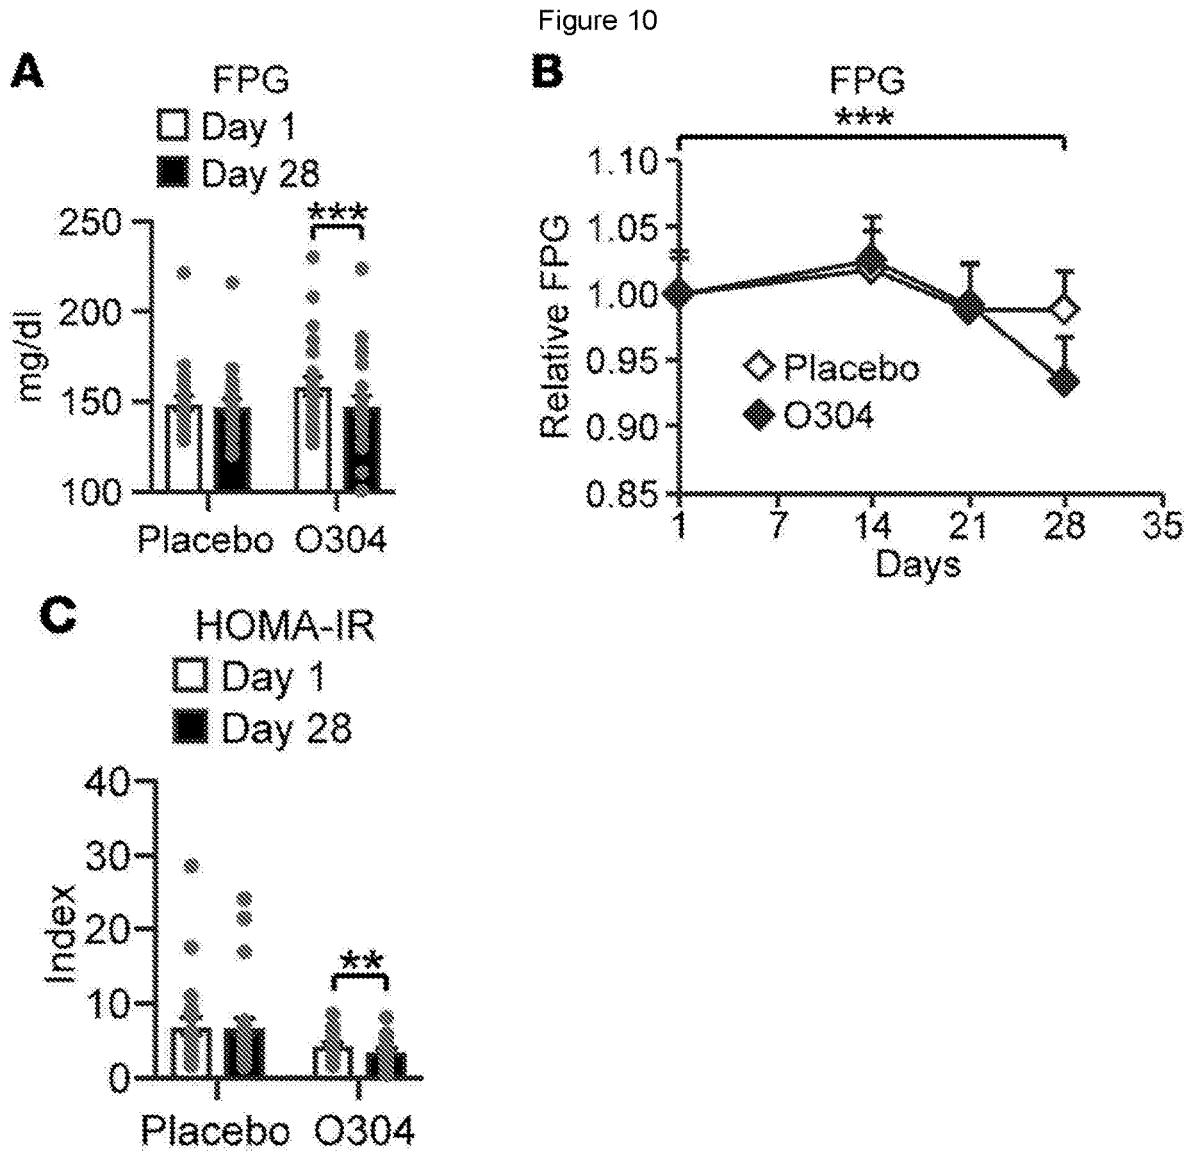 Figure 10
A
FPG
Day 1
Day 28
***
250
200
150
100
mg/dl
Placebo O304
B
FPG
***
1.10
1.05
1.00
0.95
0.90
0.85
Relative FPG
Placebo
O304
1 7 14 21 28 35
Days
C
HOMA-IR
Day 1
Day 28
40
30
20
10
0
Index
**
Placebo O304